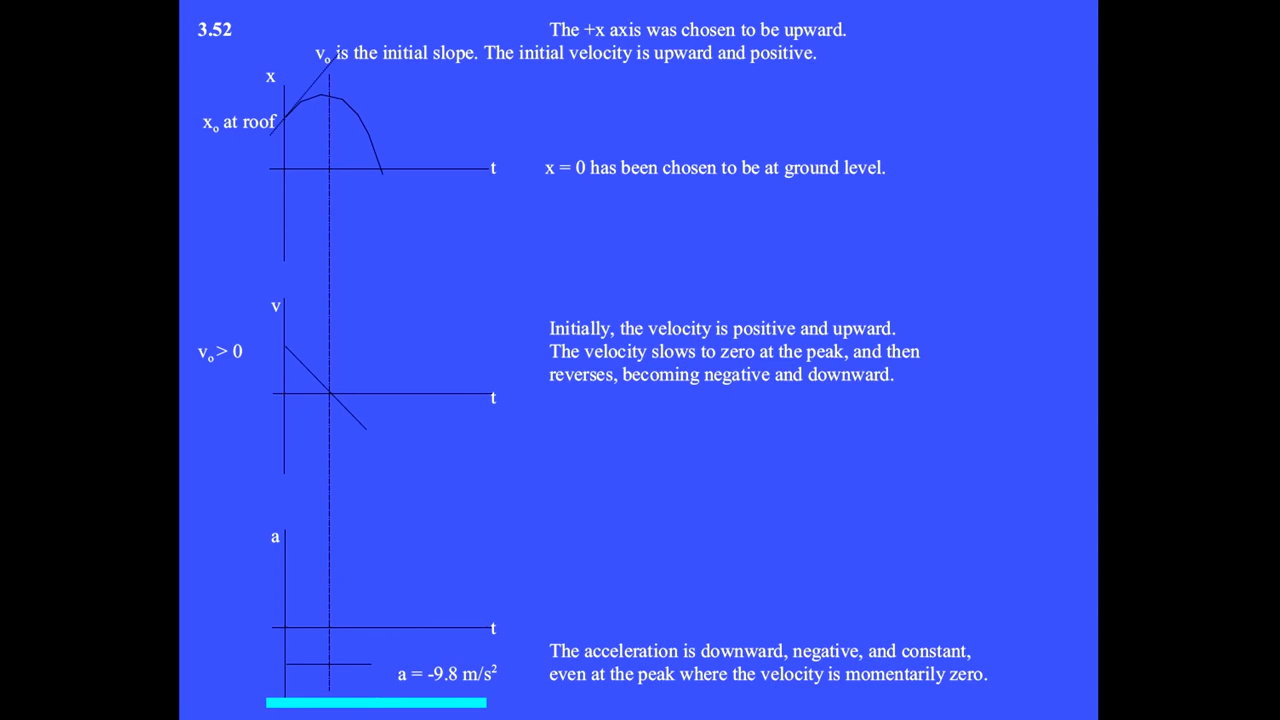 3.52
The +x axis was chosen to be upward.
vₒ is the initial slope. The initial velocity is upward and positive.
x
xₒ at roof
t
x = 0 has been chosen to be at ground level.
v
Initially, the velocity is positive and upward.
vₒ > 0
The velocity slows to zero at the peak, and then
reverses, becoming negative and downward.
t
a
t
The acceleration is downward, negative, and constant,
a = -9.8 m/s²
even at the peak where the velocity is momentarily zero.